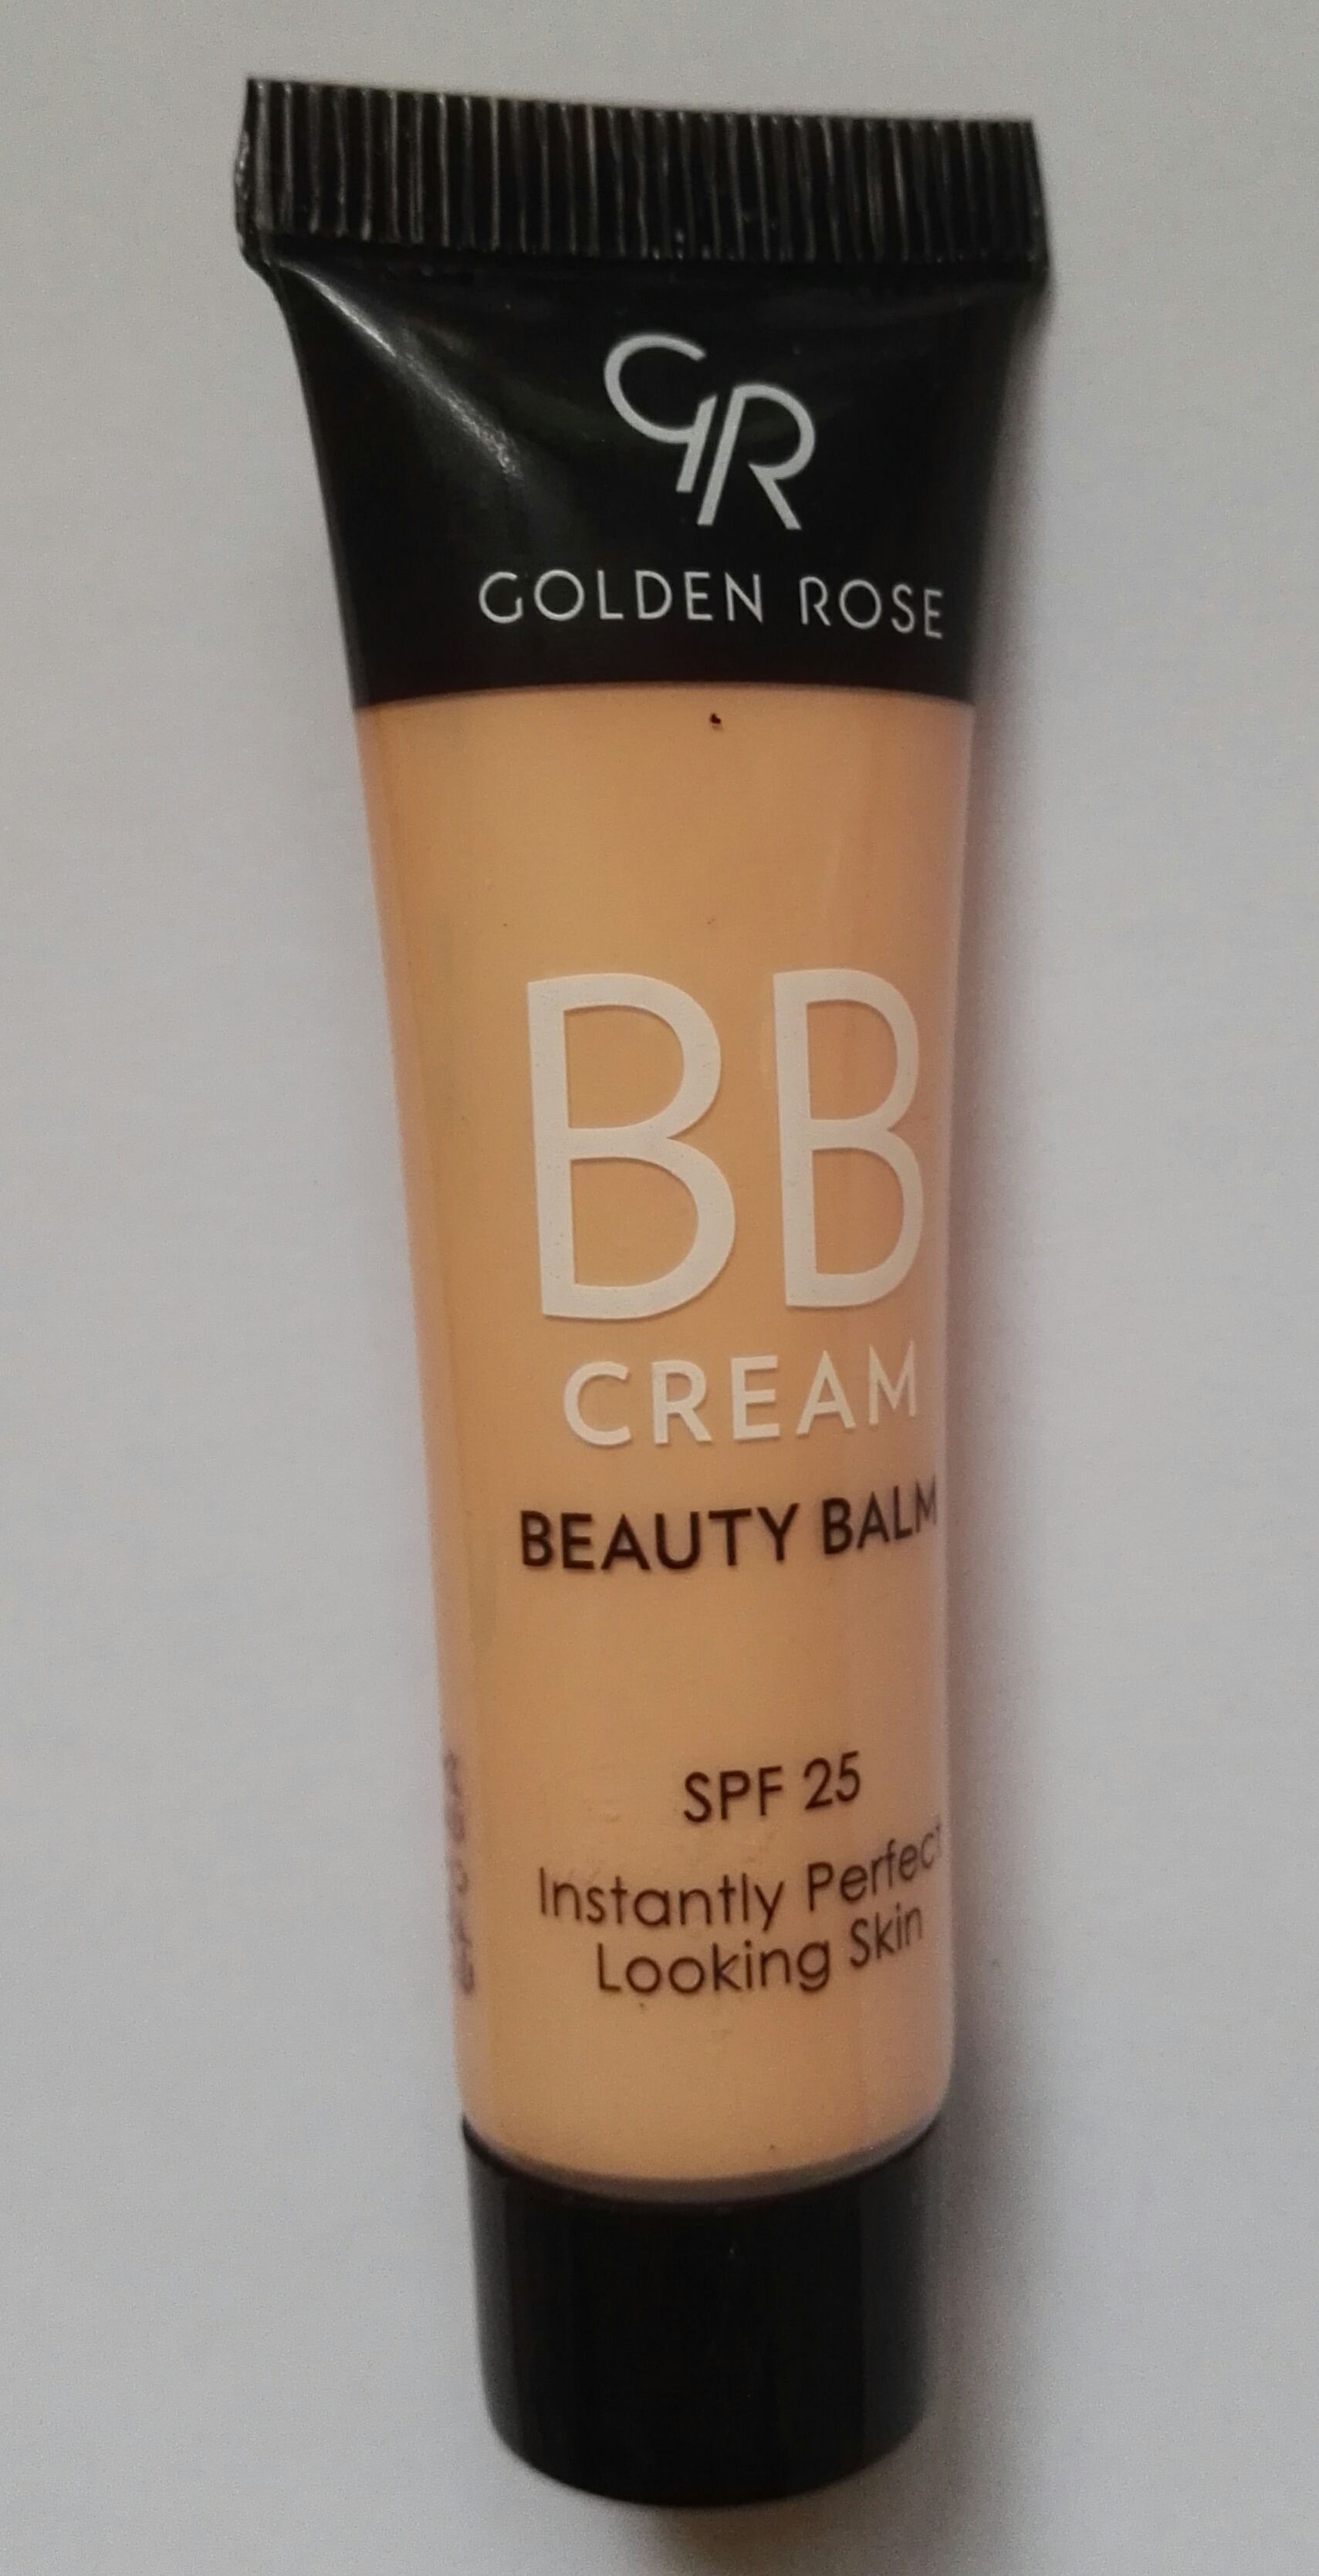 GR
GOLDEN ROSE
BB
CREAM
BEAUTY BALM
SPF 25
Instantly Perfect
Looking Skin